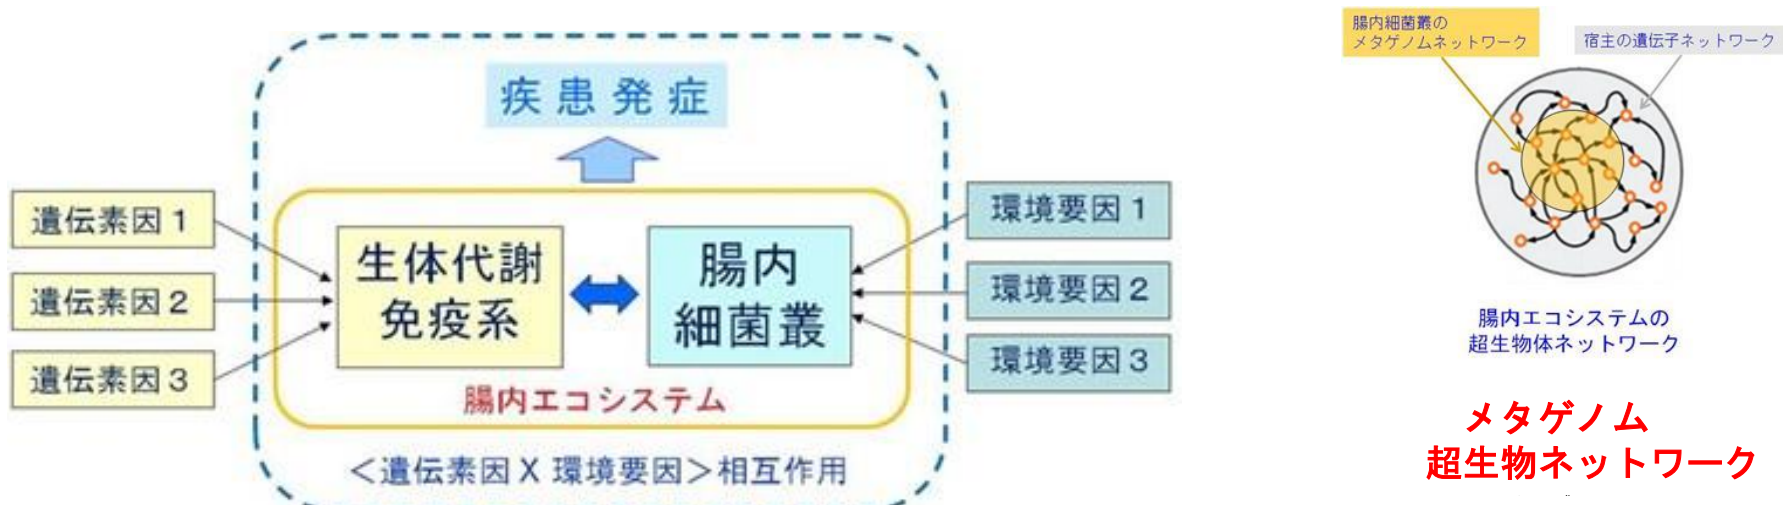 疾患発症
遺伝素因１
遺伝素因２
遺伝素因３
生体代謝
免疫系
腸内
細菌叢
環境要因１
環境要因２
環境要因３
腸内エコシステム
＜遺伝素因 X 環境要因＞相互作用
腸内細菌叢の
メタゲノムネットワーク
宿主の遺伝子ネットワーク
腸内エコシステムの
超生物体ネットワーク
メタゲノム
超生物ネットワーク